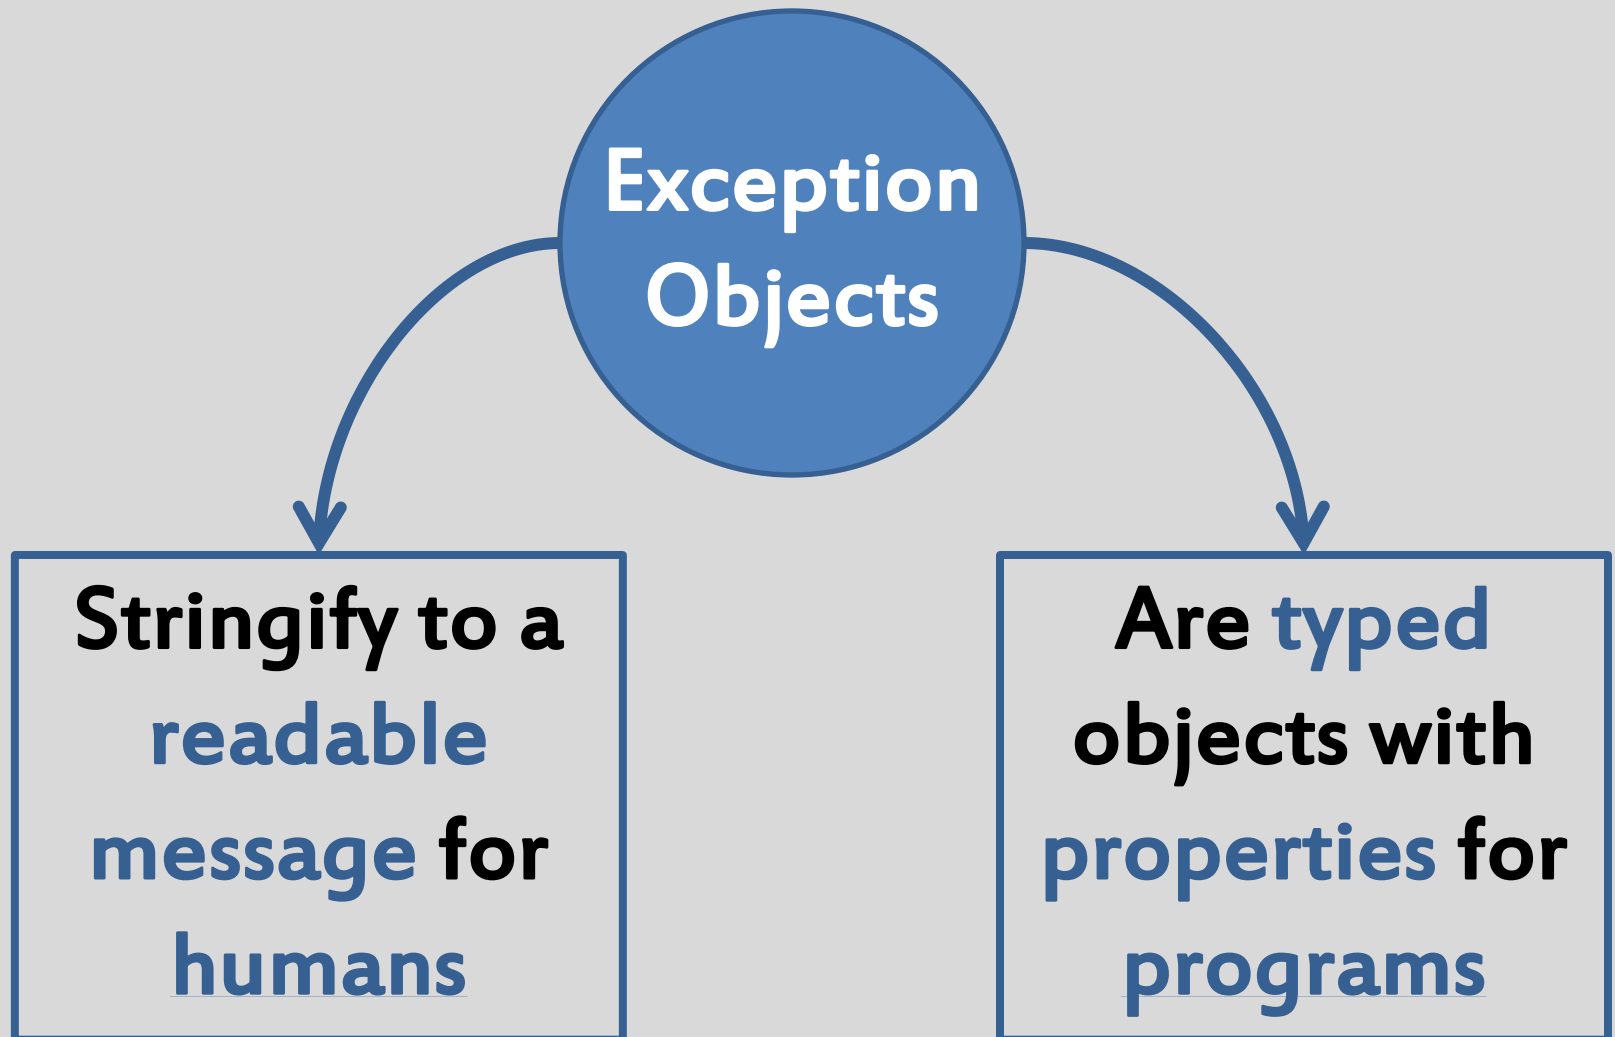 Exception
Objects
Stringify to a
readable
message for
humans
Are typed
objects with
properties for
programs